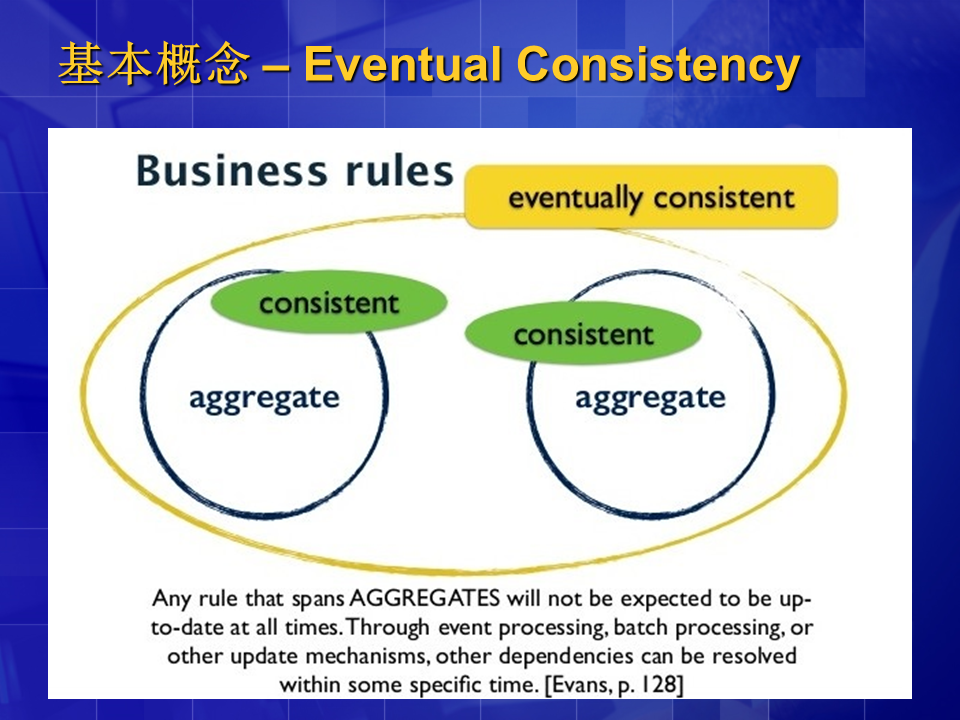 基本概念 – Eventual Consistency
Business rules
eventually consistent
consistent
consistent
aggregate
aggregate
Any rule that spans AGGREGATES will not be expected to be up-
to-date at all times. Through event processing, batch processing, or
other update mechanisms, other dependencies can be resolved
within some specific time. [Evans, p. 128]